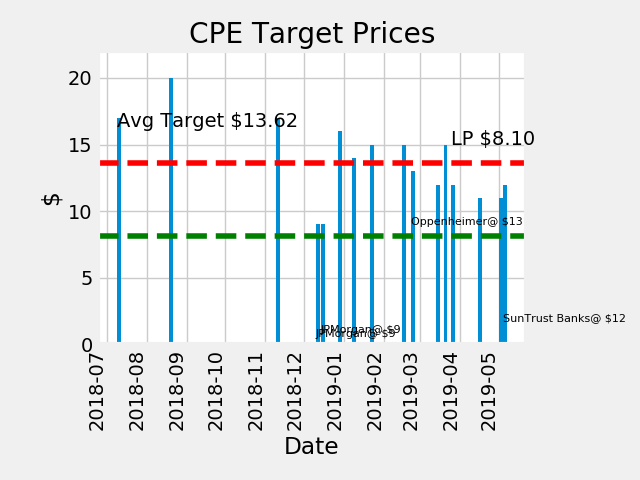 CPE Target Prices
20
Avg Target $13.62
15
LP $8.10
10
Oppenheimer@ $13
$
5
SunTrust Banks@ $12
JPMorgan@ $9
JPMorgan@ $9
0
2018-07
2018-08
2018-09
2018-10
2018-11
2018-12
2019-01
2019-02
2019-03
2019-04
2019-05
Date